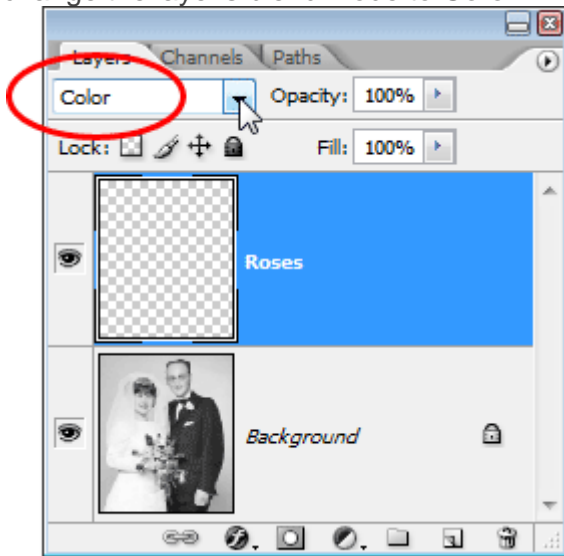 Layers Channels Paths
Color Opacity: 100%
Lock: Fill: 100%
Roses
Background